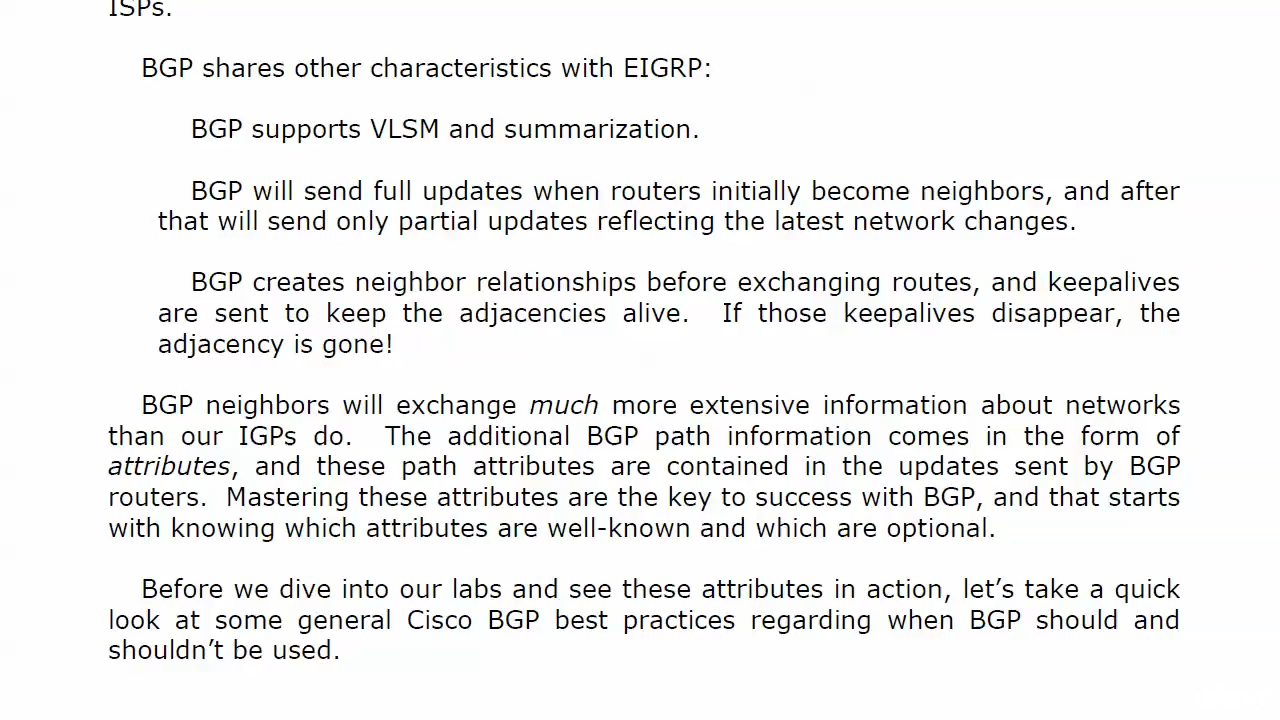 ISPs.
BGP shares other characteristics with EIGRP:
BGP supports VLSM and summarization.
BGP will send full updates when routers initially become neighbors, and after
that will send only partial updates reflecting the latest network changes.
BGP creates neighbor relationships before exchanging routes, and keepalives
are sent to keep the adjacencies alive.  If those keepalives disappear, the
adjacency is gone!
BGP neighbors will exchange much more extensive information about networks
than our IGPs do.  The additional BGP path information comes in the form of
attributes, and these path attributes are contained in the updates sent by BGP
routers.  Mastering these attributes are the key to success with BGP, and that starts
with knowing which attributes are well-known and which are optional.
Before we dive into our labs and see these attributes in action, let’s take a quick
look at some general Cisco BGP best practices regarding when BGP should and
shouldn’t be used.